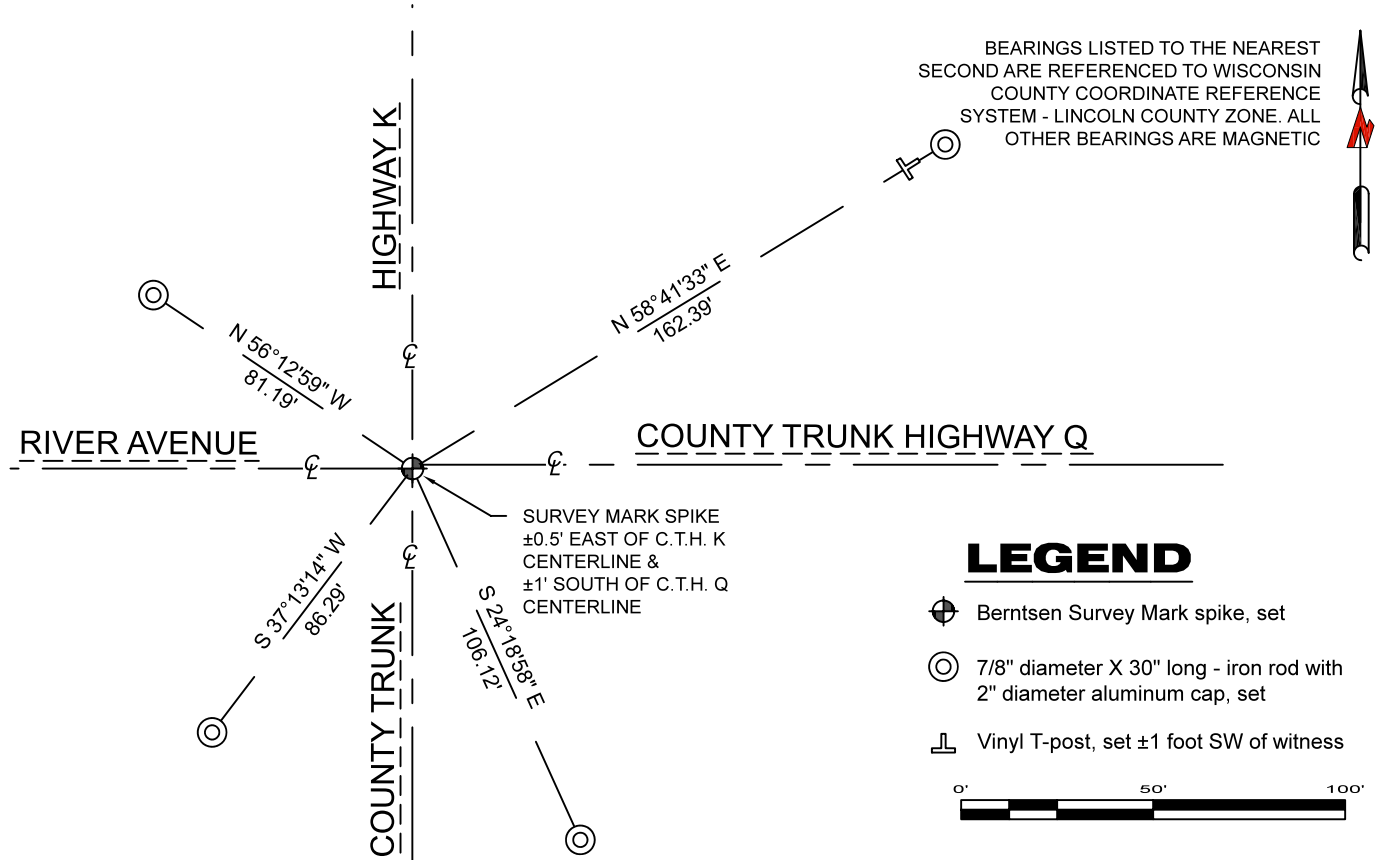 BEARINGS LISTED TO THE NEAREST
SECOND ARE REFERENCED TO WISCONSIN
COUNTY COORDINATE REFERENCE
SYSTEM - LINCOLN COUNTY ZONE. ALL
OTHER BEARINGS ARE MAGNETIC
N
HIGHWAY K
N 58°41'33" E
162.39'
N 56°12'59" W
81.19'
℄
RIVER AVENUE
COUNTY TRUNK HIGHWAY Q
℄
℄
SURVEY MARK SPIKE
±0.5' EAST OF C.T.H. K
CENTERLINE &
±1' SOUTH OF C.T.H. Q
CENTERLINE
℄
S 37°13'14" W
86.29'
S 24°18'58" E
106.12'
COUNTY TRUNK
LEGEND
Berntsen Survey Mark spike, set
7/8" diameter X 30" long - iron rod with
2" diameter aluminum cap, set
Vinyl T-post, set ±1 foot SW of witness
0' 50' 100'